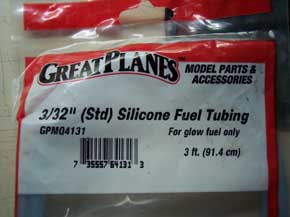 GREAT PLANES
MODEL PARTS &
ACCESSORIES
3/32" (Std) Silicone Fuel Tubing
GPMQ4131
For glow fuel only
3 ft. (91.4 cm)
7 35557 64131 3